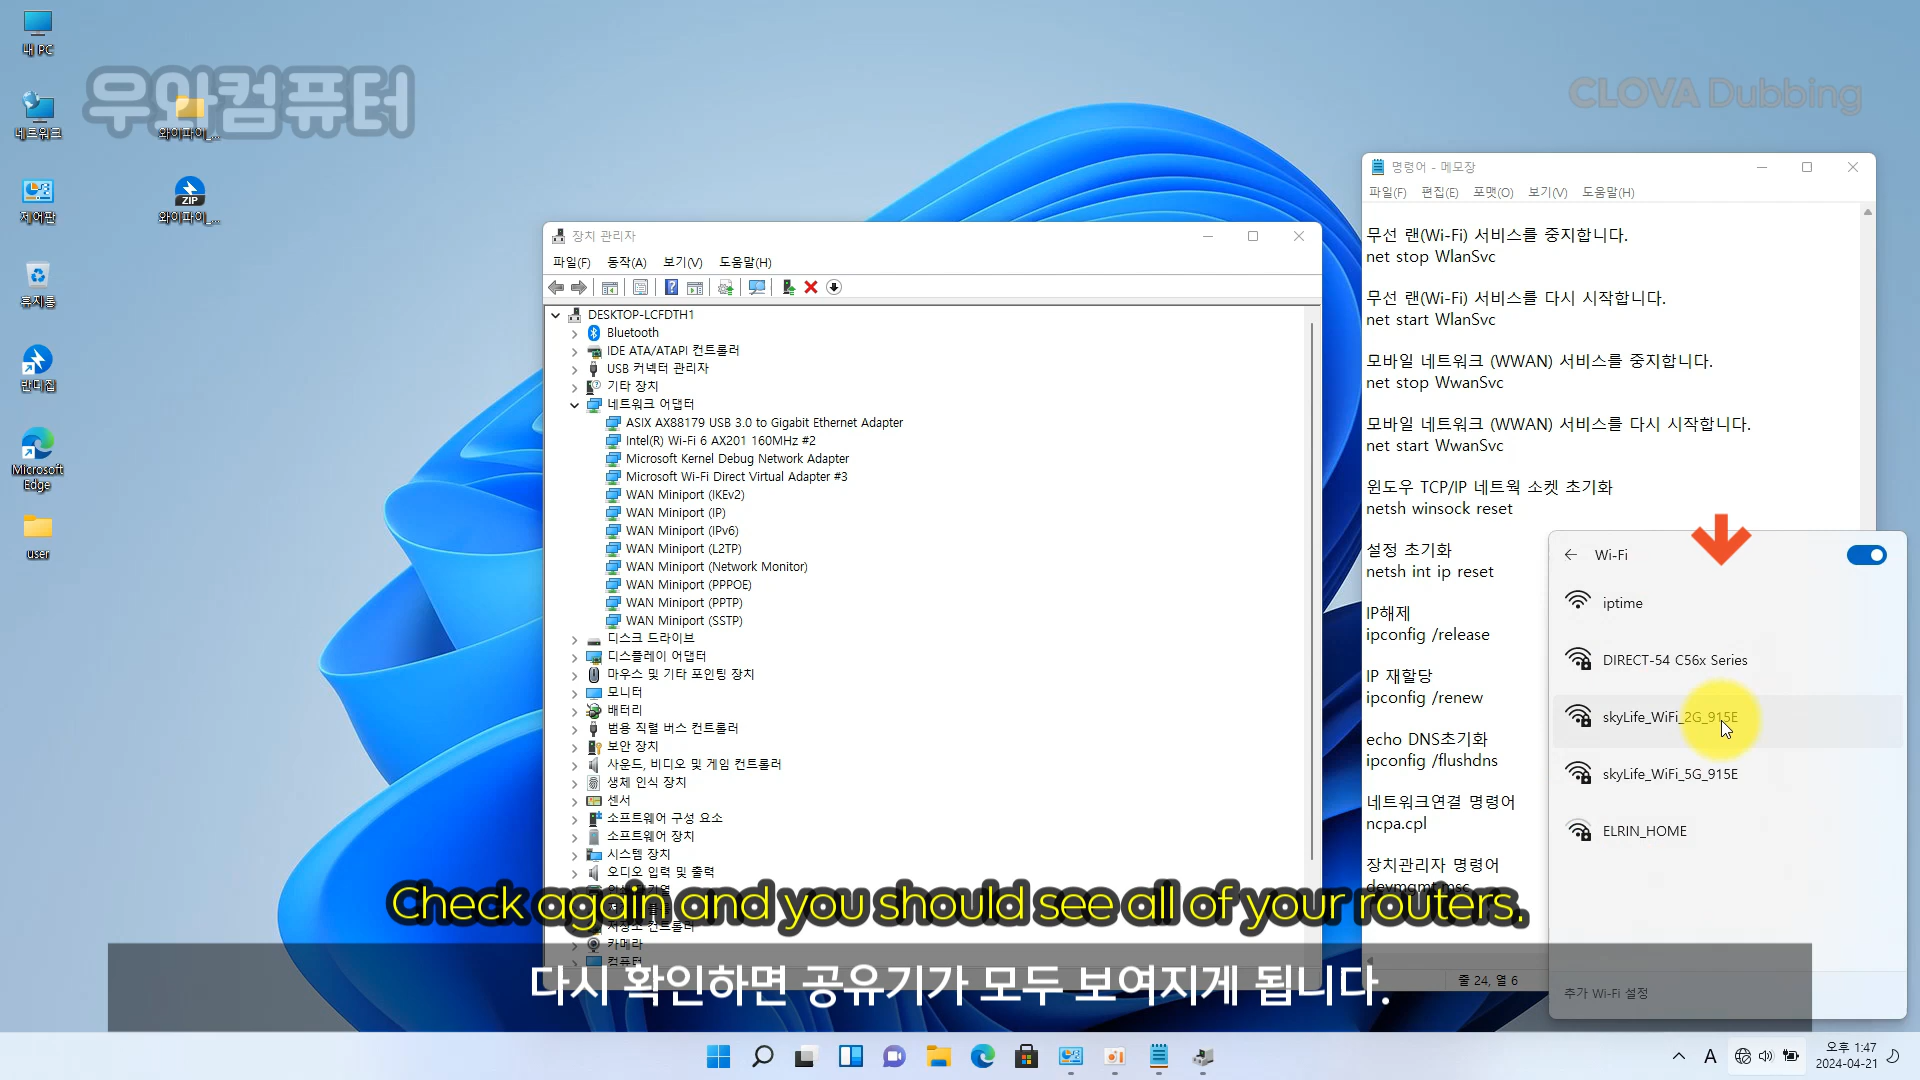 내 PC
우와컴퓨터
CLOVA Dubbing
네트워크
와이파이_...
제어판
ZIP
와이파이_...
휴지통
반디집
Microsoft
Edge
user
장치 관리자
파일(F) 동작(A) 보기(V) 도움말(H)
DESKTOP-LCFDTH1
Bluetooth
IDE ATA/ATAPI 컨트롤러
USB 커넥터 관리자
기타 장치
네트워크 어댑터
ASIX AX88179 USB 3.0 to Gigabit Ethernet Adapter
Intel(R) Wi-Fi 6 AX201 160MHz #2
Microsoft Kernel Debug Network Adapter
Microsoft Wi-Fi Direct Virtual Adapter #3
WAN Miniport (IKEv2)
WAN Miniport (IP)
WAN Miniport (IPv6)
WAN Miniport (L2TP)
WAN Miniport (Network Monitor)
WAN Miniport (PPPOE)
WAN Miniport (PPTP)
WAN Miniport (SSTP)
디스크 드라이브
디스플레이 어댑터
마우스 및 기타 포인팅 장치
모니터
배터리
범용 직렬 버스 컨트롤러
보안 장치
사운드, 비디오 및 게임 컨트롤러
생체 인식 장치
센서
소프트웨어 구성 요소
소프트웨어 장치
시스템 장치
오디오 입력 및 출력
저장소 컨트롤러
카메라
컴퓨터
명령어 - 메모장
파일(F) 편집(E) 포맷(O) 보기(V) 도움말(H)
무선 랜(Wi-Fi) 서비스를 중지합니다.
net stop WlanSvc
무선 랜(Wi-Fi) 서비스를 다시 시작합니다.
net start WlanSvc
모바일 네트워크 (WWAN) 서비스를 중지합니다.
net stop WwanSvc
모바일 네트워크 (WWAN) 서비스를 다시 시작합니다.
net start WwanSvc
윈도우 TCP/IP 네트웍 소켓 초기화
netsh winsock reset
설정 초기화
netsh int ip reset
IP해제
ipconfig /release
IP 재할당
ipconfig /renew
echo DNS초기화
ipconfig /flushdns
네트워크연결 명령어
ncpa.cpl
장치관리자 명령어
devmgmt.msc
줄 24, 열 6
Wi-Fi
iptime
DIRECT-54 C56x Series
skyLife_WiFi_2G_915E
skyLife_WiFi_5G_915E
ELRIN_HOME
추가 Wi-Fi 설정
Check again and you should see all of your routers.
다시 확인하면 공유기가 모두 보여지게 됩니다.
A
오후 1:47
2024-04-21